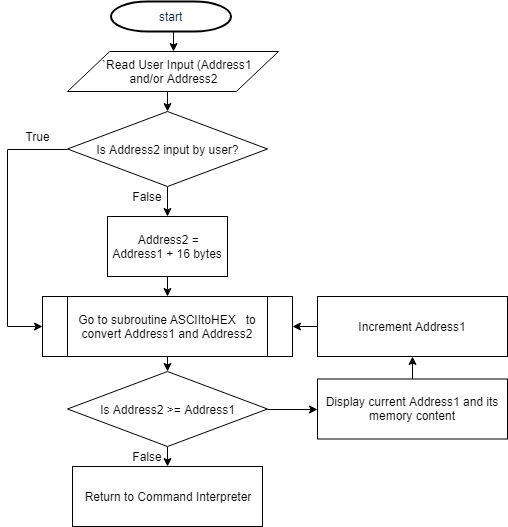 start
`Read User Input (Address1
and/or Address2
True
Is Address2 input by user?
False
Address2 =
Address1 + 16 bytes
Go to subroutine ASCIItoHEX to
convert Address1 and Address2
Increment Address1
Is Address2 >= Address1
Display current Address1 and its
memory content
False
Return to Command Interpreter